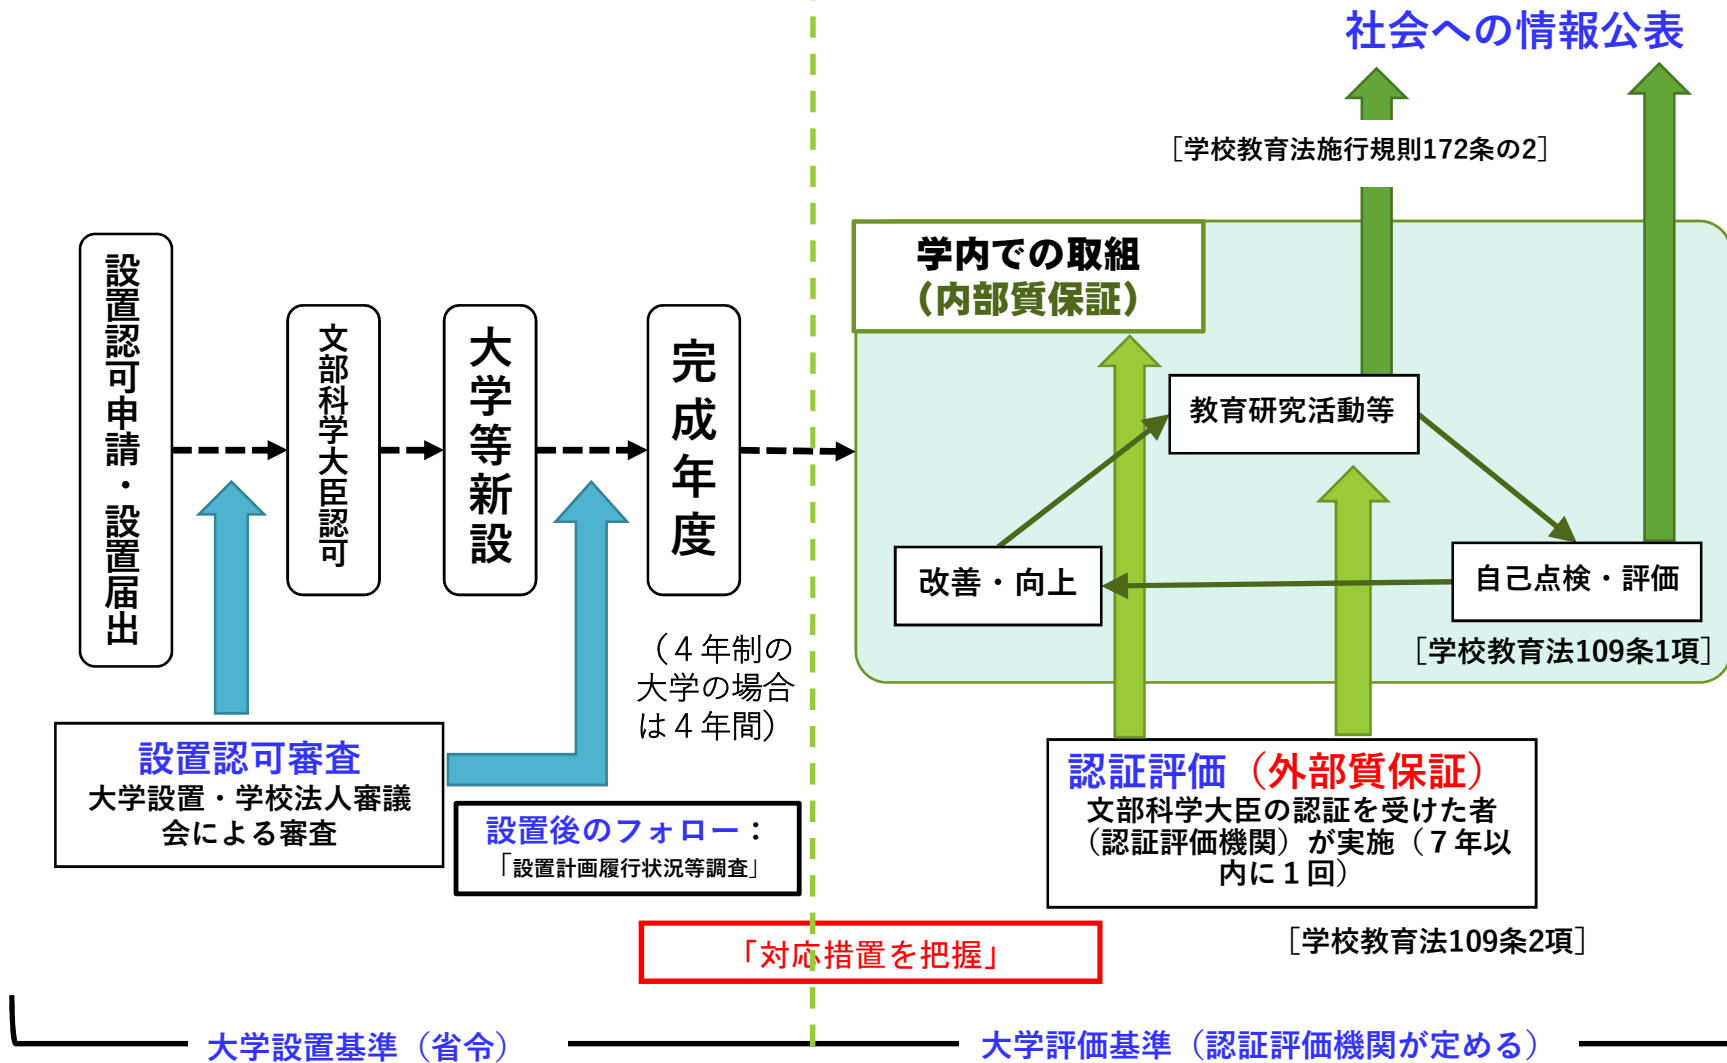 社会への情報公表
［学校教育法施行規則172条の2］
学内での取組
（内部質保証）
設置認可申請・設置届出
文部科学大臣認可
大学等新設
完成年度
教育研究活動等
改善・向上
自己点検・評価
［学校教育法109条1項］
（４年制の
大学の場合
は４年間）
設置認可審査
大学設置・学校法人審議
会による審査
設置後のフォロー：
「設置計画履行状況等調査」
認証評価（外部質保証）
文部科学大臣の認証を受けた者
（認証評価機関）が実施（７年以
内に１回）
［学校教育法109条2項］
「対応措置を把握」
大学設置基準（省令）
大学評価基準（認証評価機関が定める）